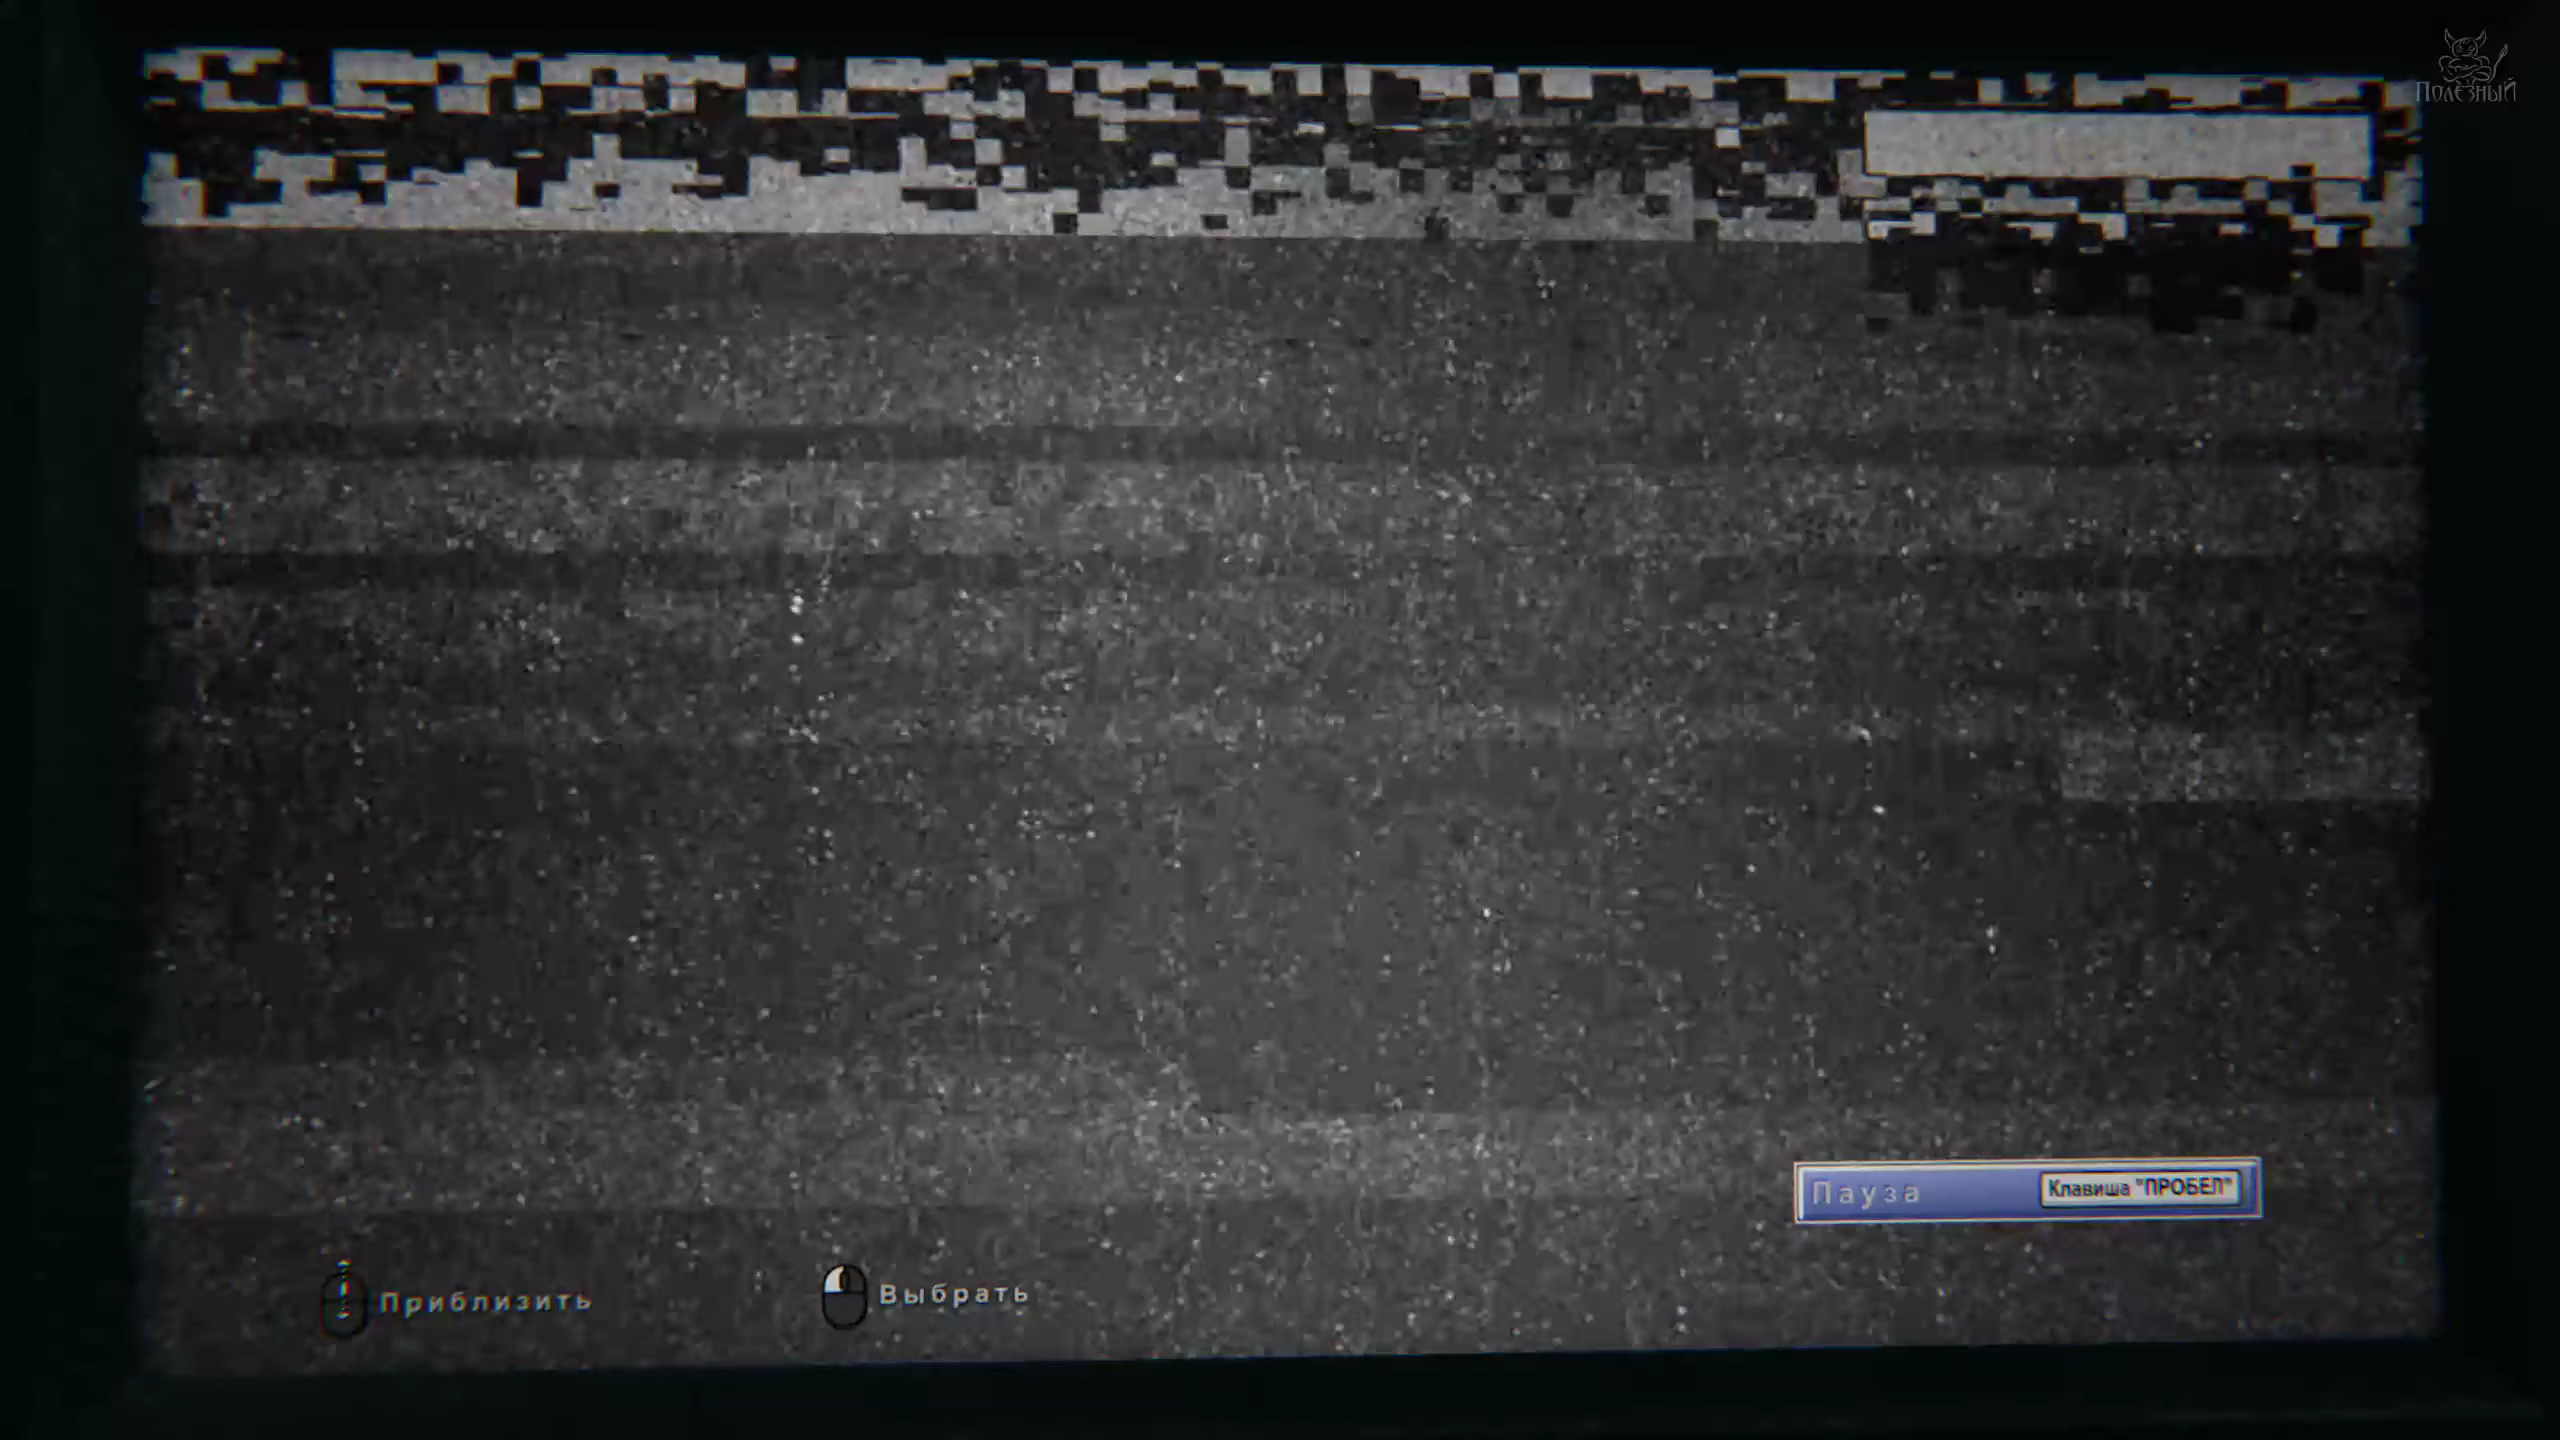 Полезный
Пауза
Клавиша "ПРОБЕЛ"
Приблизить
Выбрать